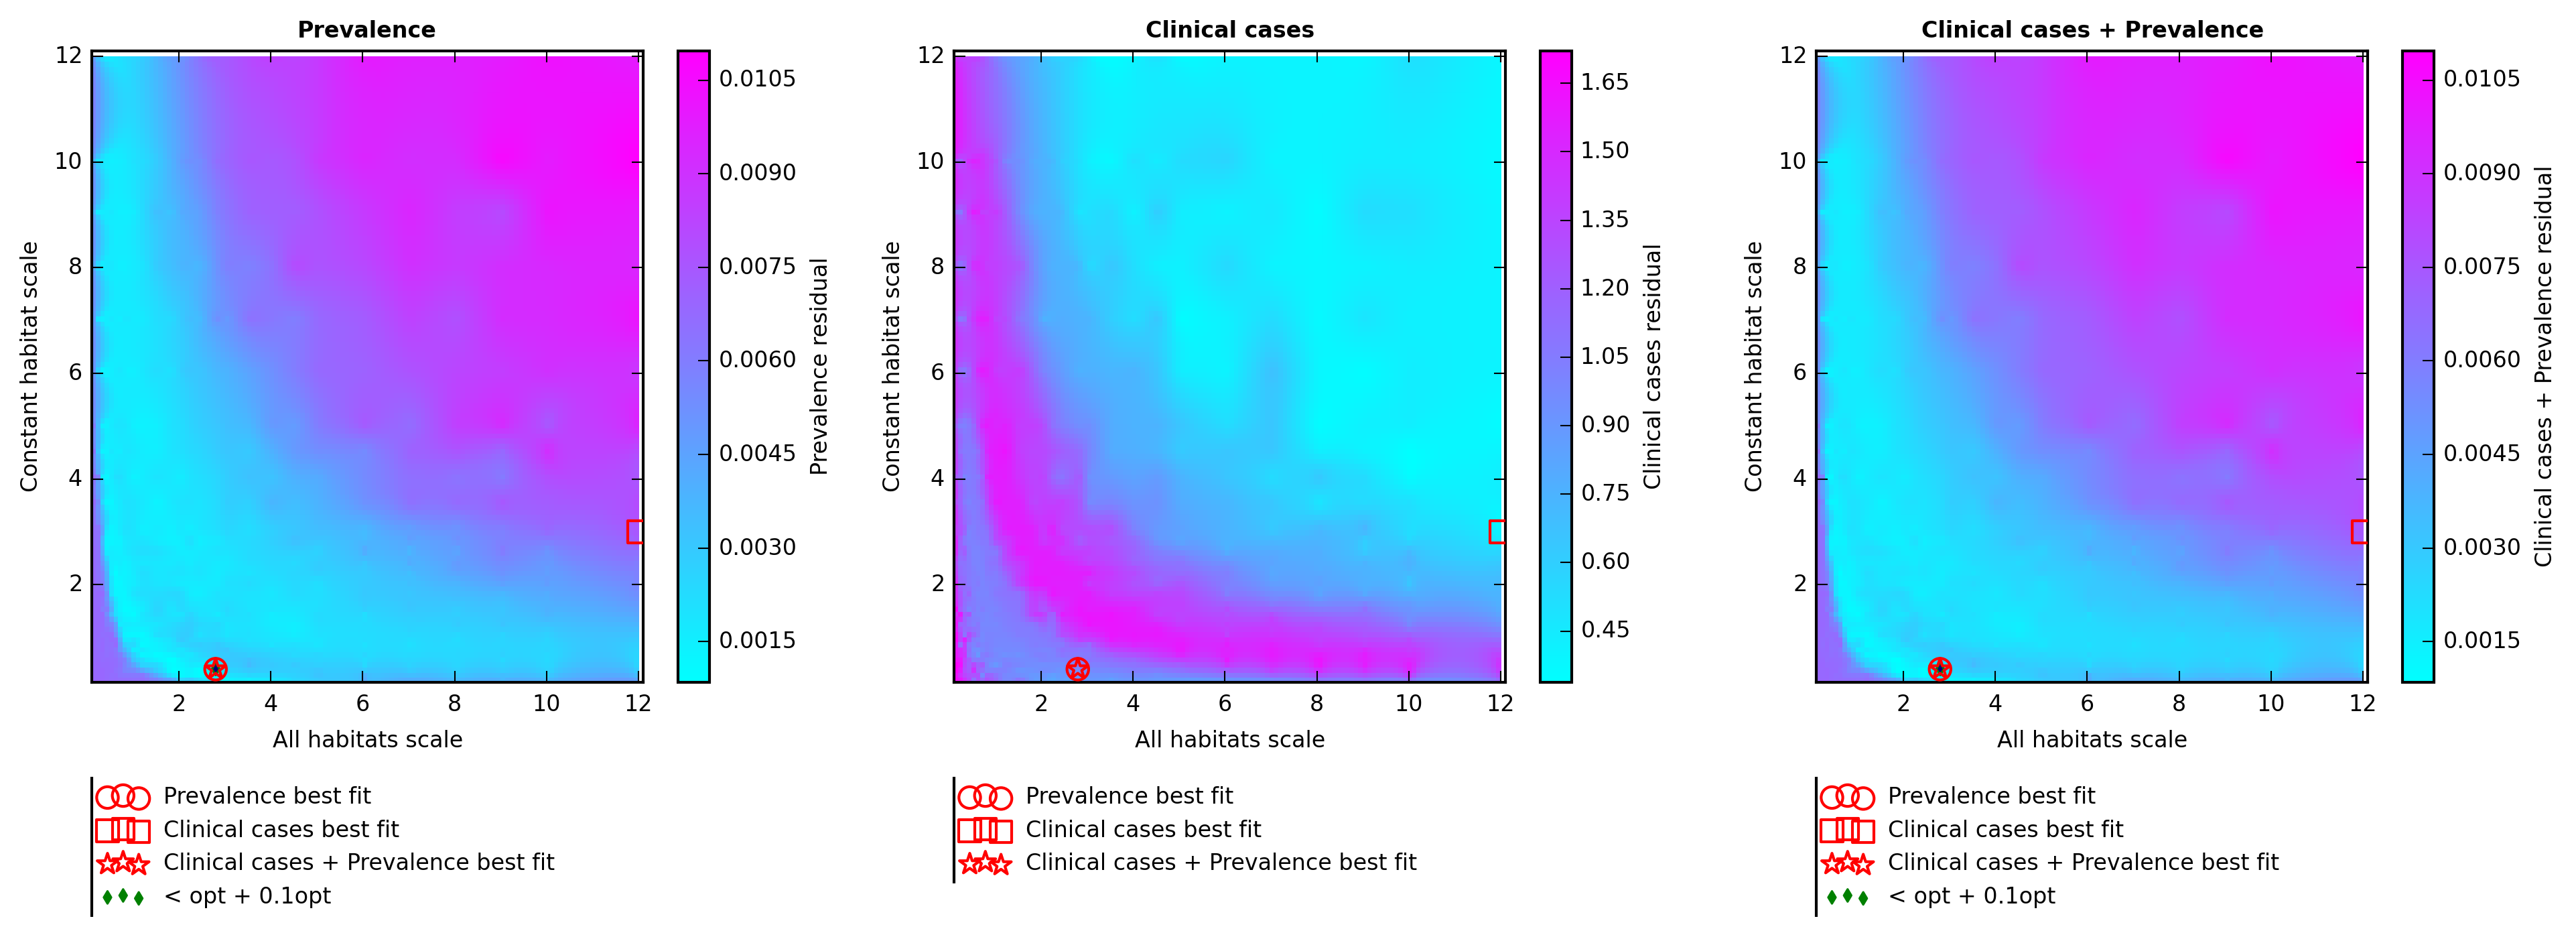 Prevalence
Constant habitat scale
12
10
8
6
4
2
2 4 6 8 10 12
All habitats scale
0.0105
0.0090
0.0075
0.0060
0.0045
0.0030
0.0015
Prevalence residual
Prevalence best fit
Clinical cases best fit
Clinical cases + Prevalence best fit
< opt + 0.1opt
Clinical cases
Constant habitat scale
12
10
8
6
4
2
2 4 6 8 10 12
All habitats scale
1.65
1.50
1.35
1.20
1.05
0.90
0.75
0.60
0.45
Clinical cases residual
Prevalence best fit
Clinical cases best fit
Clinical cases + Prevalence best fit
Clinical cases + Prevalence
Constant habitat scale
12
10
8
6
4
2
2 4 6 8 10 12
All habitats scale
0.0105
0.0090
0.0075
0.0060
0.0045
0.0030
0.0015
Clinical cases + Prevalence residual
Prevalence best fit
Clinical cases best fit
Clinical cases + Prevalence best fit
< opt + 0.1opt